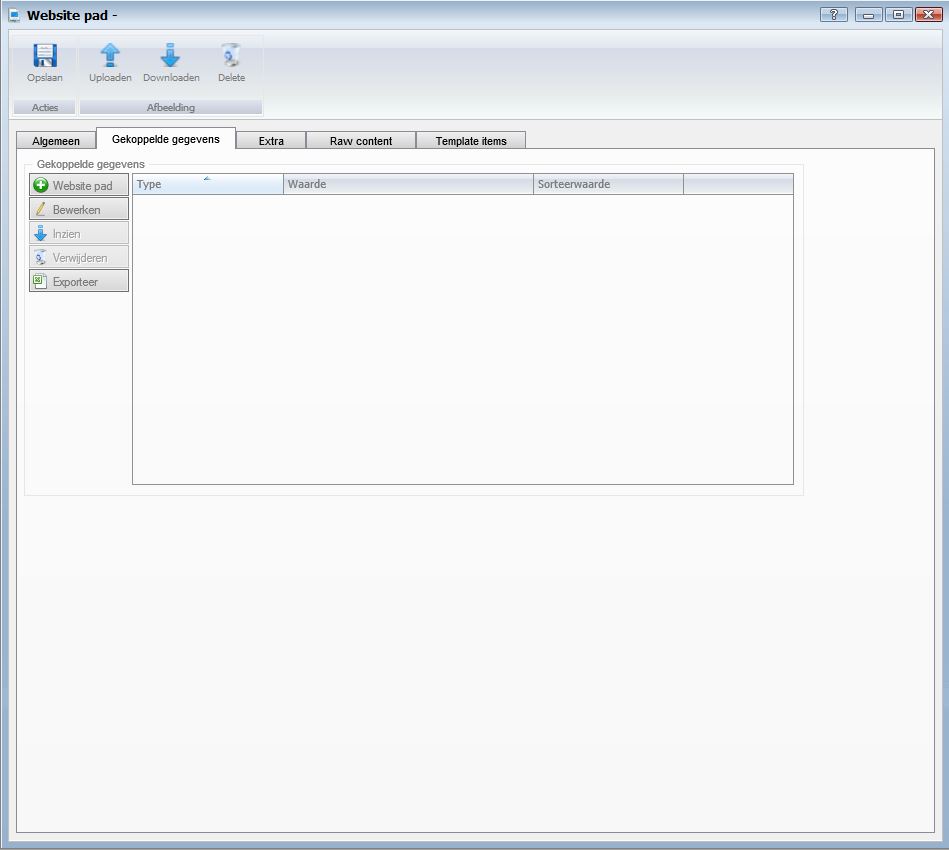 Website pad -
Opslaan Uploaden Downloaden Delete
Acties Afbeelding
Algemeen Gekoppelde gegevens Extra Raw content Template items
Gekoppelde gegevens
Website pad
Type Waarde Sorteerwaarde
Bewerken
Inzien
Verwijderen
Exporteer